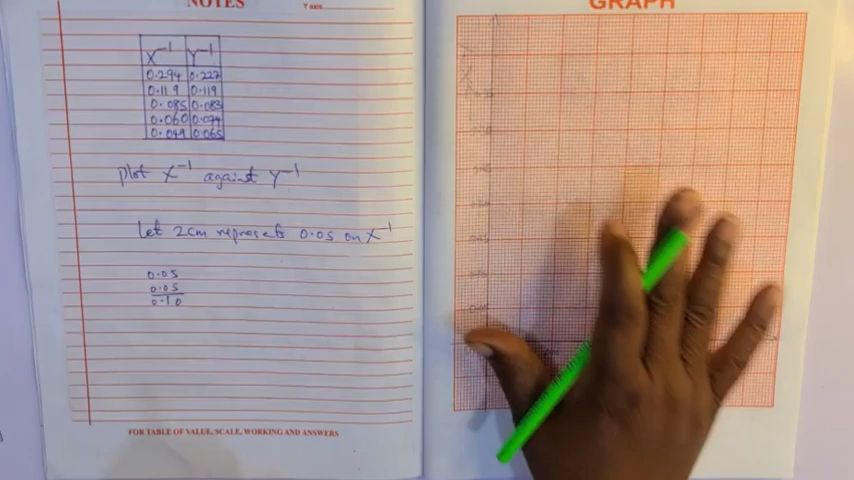 NOTES
X⁻¹ Y⁻¹
0.294 0.227
0.119 0.119
0.085 0.083
0.060 0.074
0.049 0.065
Plot X⁻¹ against Y⁻¹
Let 2cm represents 0.05 on X⁻¹
0.05
0.05
0.10
FOR TABLE OF VALUE, SCALE, WORKING AND ANSWERS
GRAPH